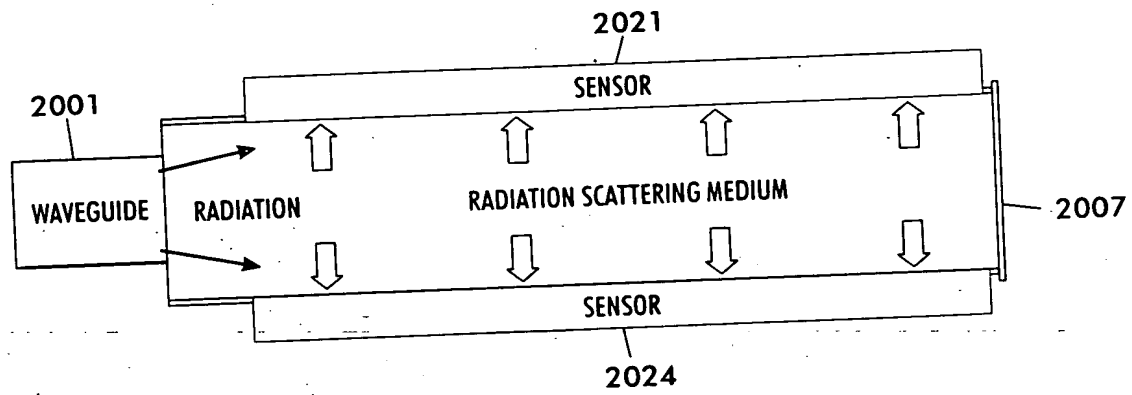 2021
SENSOR
2001
WAVEGUIDE
RADIATION
RADIATION SCATTERING MEDIUM
2007
SENSOR
2024